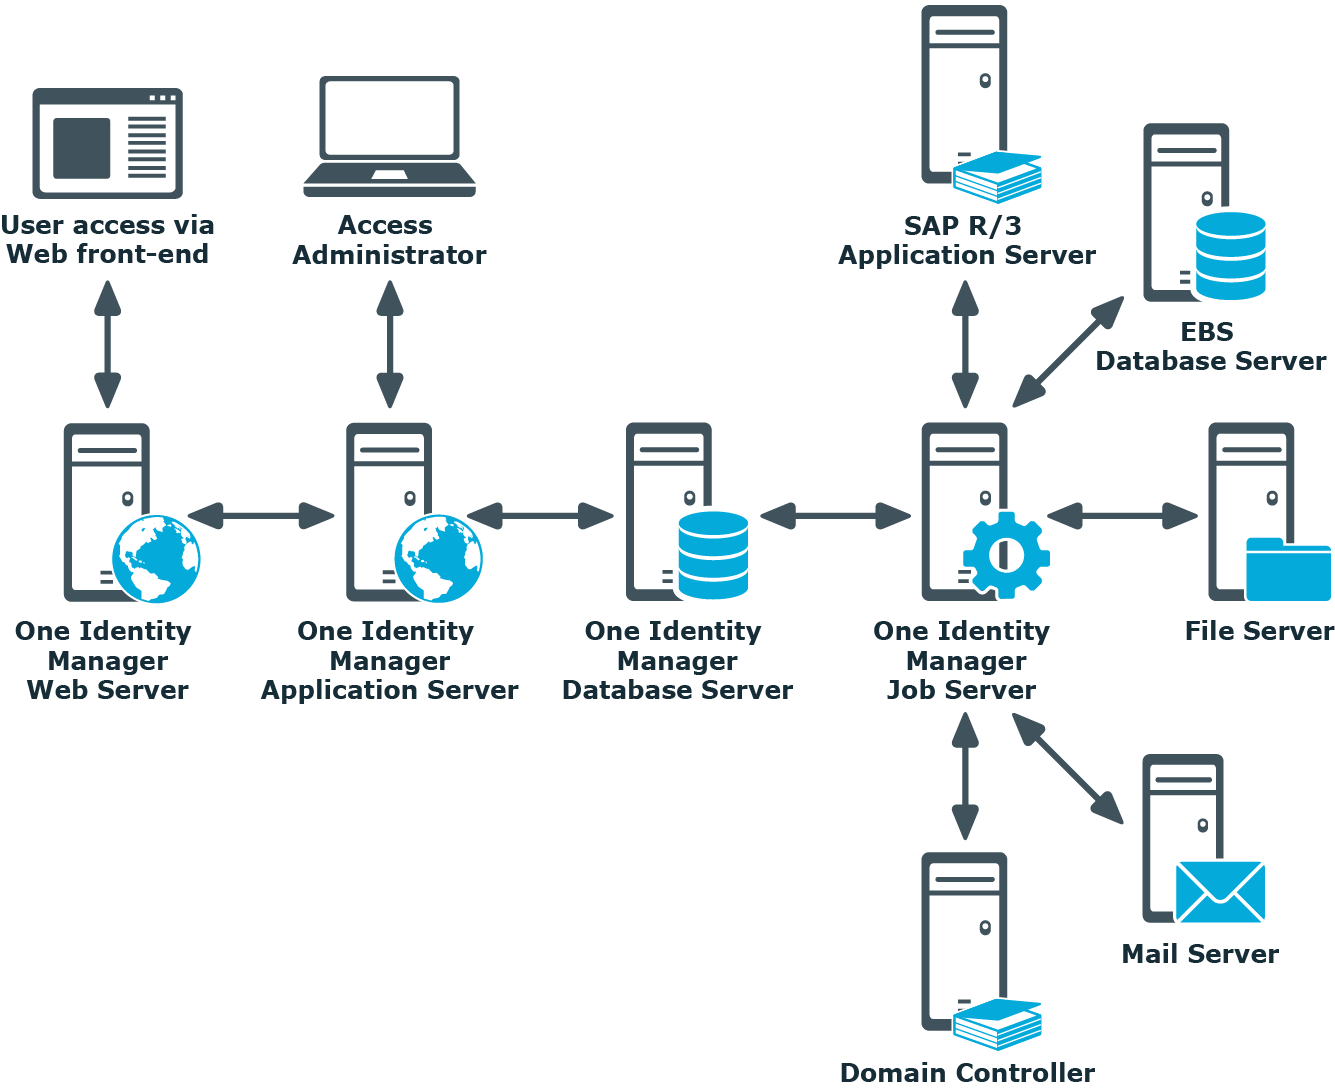 User access via
Web front-end
Access
Administrator
SAP R/3
Application Server
EBS
Database Server
One Identity
Manager
Web Server
One Identity
Manager
Application Server
One Identity
Manager
Database Server
One Identity
Manager
Job Server
File Server
Mail Server
Domain Controller